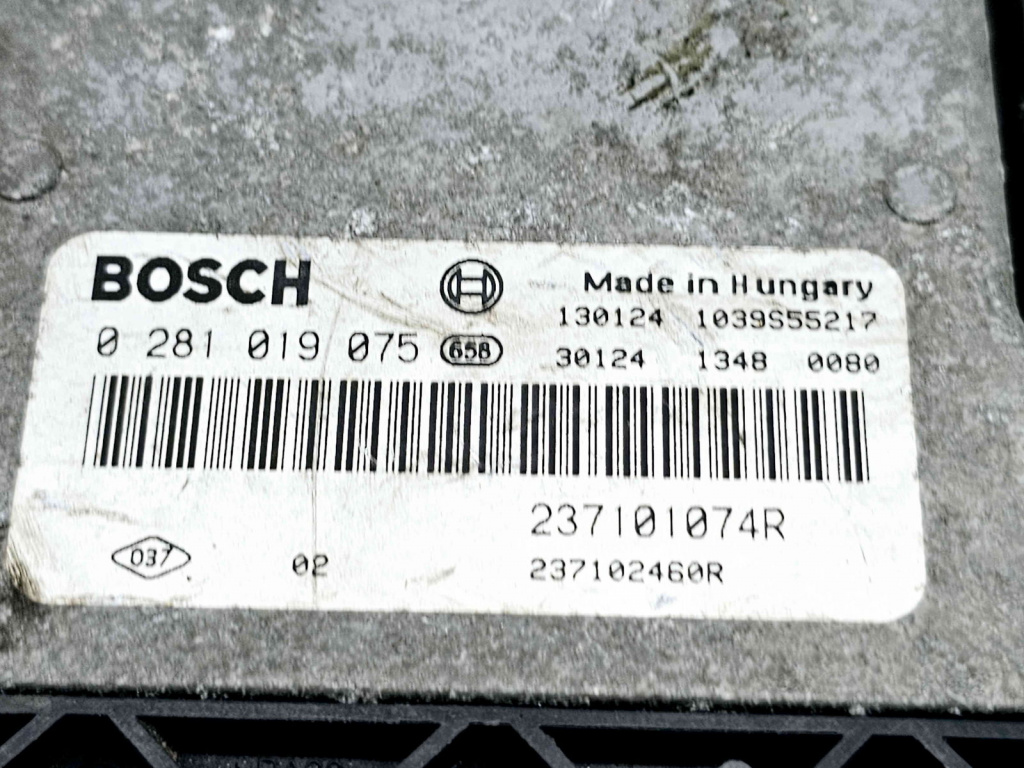 BOSCH
Made in Hungary
130124 1039S55217
0 281 019 075 658
30124 1348 0080
237101074R
037 02
237102460R